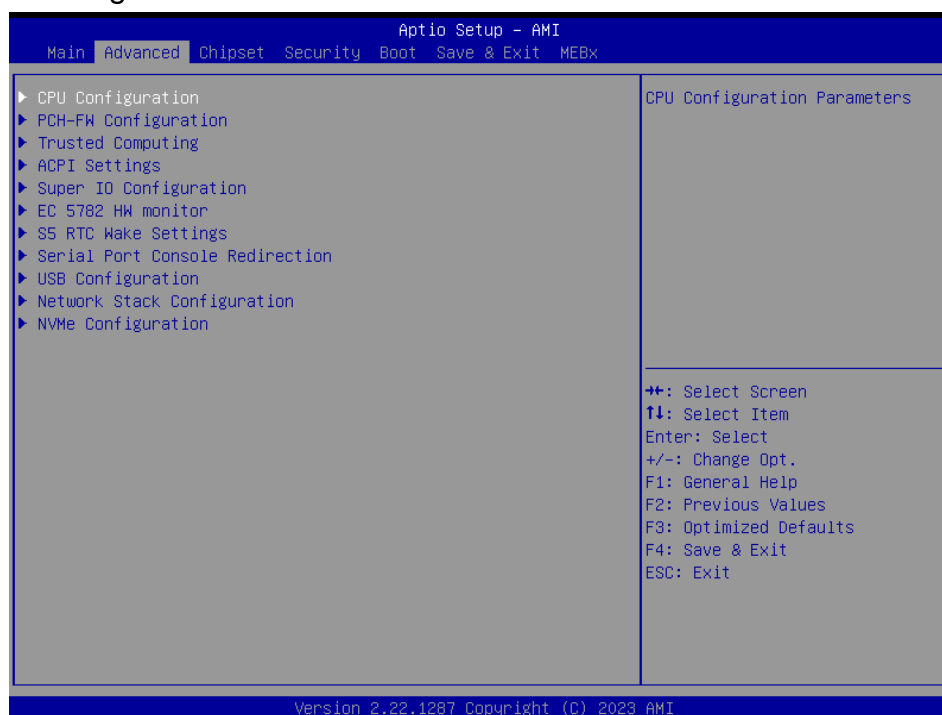 Aptio Setup – AMI
Main Advanced Chipset Security Boot Save & Exit MEBx
▶ CPU Configuration
▶ PCH-FW Configuration
▶ Trusted Computing
▶ ACPI Settings
▶ Super IO Configuration
▶ EC 5782 HW monitor
▶ S5 RTC Wake Settings
▶ Serial Port Console Redirection
▶ USB Configuration
▶ Network Stack Configuration
▶ NVMe Configuration
CPU Configuration Parameters
→←: Select Screen
↑↓: Select Item
Enter: Select
+/-: Change Opt.
F1: General Help
F2: Previous Values
F3: Optimized Defaults
F4: Save & Exit
ESC: Exit
Version 2.22.1287 Copyright (C) 2023 AMI